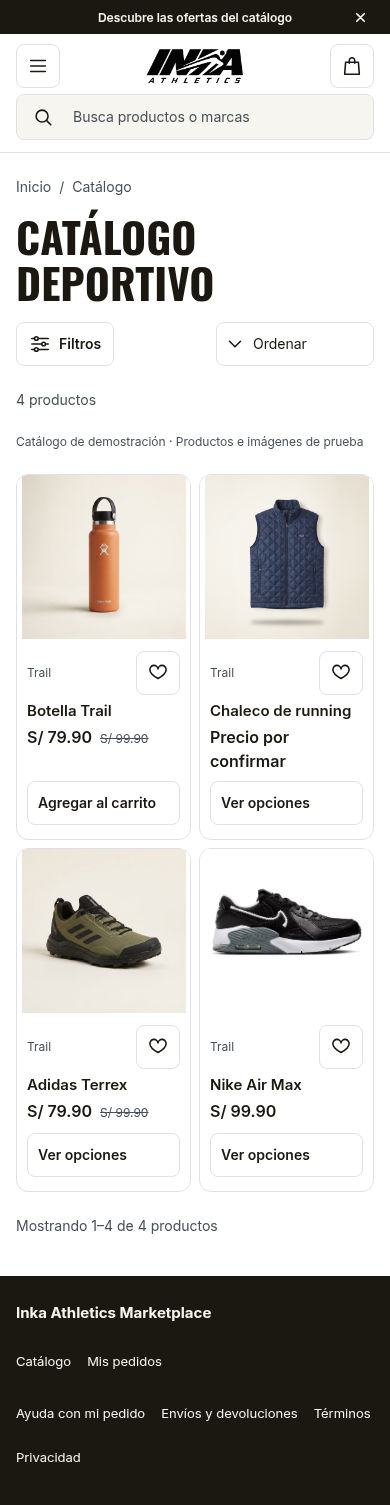 Descubre las ofertas del catálogo
INKA
ATHLETICS
Busca productos o marcas
Inicio / Catálogo
CATÁLOGO
DEPORTIVO
Filtros
Ordenar
4 productos
Catálogo de demostración · Productos e imágenes de prueba
Trail
Botella Trail
S/ 79.90 S/ 99.90
Agregar al carrito
Trail
Chaleco de running
Precio por
confirmar
Ver opciones
Trail
Adidas Terrex
S/ 79.90 S/ 99.90
Ver opciones
Trail
Nike Air Max
S/ 99.90
Ver opciones
Mostrando 1–4 de 4 productos
Inka Athletics Marketplace
Catálogo Mis pedidos
Ayuda con mi pedido Envíos y devoluciones Términos
Privacidad